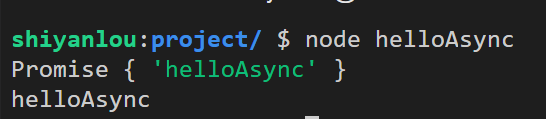 shiyanlou:project/ $ node helloAsync
Promise { 'helloAsync' }
helloAsync